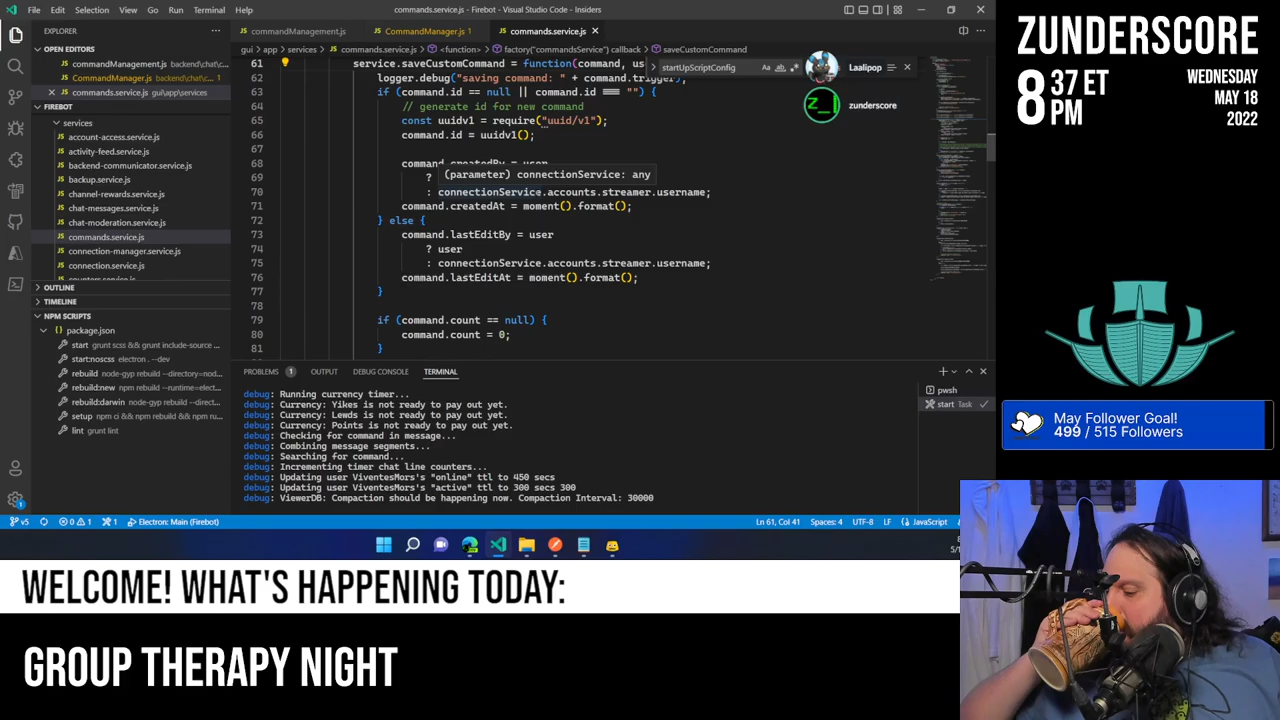 File Edit Selection View Go Run Terminal Help commands.service.js - Firebot - Visual Studio Code - Insiders
EXPLORER
OPEN EDITORS
commandManagement.js backend\chat\c...
CommandManager.js backend\chat\... 1
commands.service.js gui\app\services
FIREBOT
services
account-access.service.js
activity-feed.service.js
backend-communicator.service.js
backup.service.js
channel-rewards.service.js
chat-messages.service.js
chat-moderation.service.js
commands.service.js
connection-manager.service.js
connection.service.js
OUTLINE
TIMELINE
NPM SCRIPTS
package.json
start grunt scss && grunt include-source ...
start:noscss electron . --dev
rebuild node-gyp rebuild --directory=nod...
rebuild:new npm rebuild --runtime=elect...
rebuild:darwin node-gyp rebuild --direct...
setup npm ci && npm rebuild && npm ru...
lint grunt lint
commandManagement.js CommandManager.js 1 commands.service.js
gui > app > services > commands.service.js > <function> > factory("commandsService") callback > saveCustomCommand
startUpScriptConfig Aa
Laalipop
z_!
zunderscore
61 service.saveCustomCommand = function(command, us
62 logger.debug("saving command: " + command.trigger);
63 if (command.id == null || command.id === "") {
64 // generate id for new command
65 const uuidv1 = require("uuid/v1");
66 command.id = uuidv1();
67
68 command.createdBy = user
(parameter) connectionService: any
70 : connectionService.accounts.streamer.username;
71 command.createdAt = moment().format();
72 } else {
73 command.lastEditBy = user
74 ? user
75 : connectionService.accounts.streamer.username;
76 command.lastEditAt = moment().format();
77 }
78
79 if (command.count == null) {
80 command.count = 0;
81 }
PROBLEMS 1 OUTPUT DEBUG CONSOLE TERMINAL
pwsh
start Task
debug: Running currency timer...
debug: Currency: Yikes is not ready to pay out yet.
debug: Currency: Lewds is not ready to pay out yet.
debug: Currency: Points is not ready to pay out yet.
debug: Checking for command in message...
debug: Combining message segments...
debug: Searching for command...
debug: Incrementing timer chat line counters...
debug: Updating user ViventesMors's "online" ttl to 450 secs
debug: Updating user ViventesMors's "active" ttl to 300 secs 300
debug: ViewerDB: Compaction should be happening now. Compaction Interval: 30000
v5 0 1 1 Electron: Main (Firebot) Ln 61, Col 41 Spaces: 4 UTF-8 LF JavaScript
ZUNDERSCORE
8 37 ET
PM
WEDNESDAY
MAY 18
2022
May Follower Goal!
499 / 515 Followers
WELCOME! WHAT'S HAPPENING TODAY:
GROUP THERAPY NIGHT